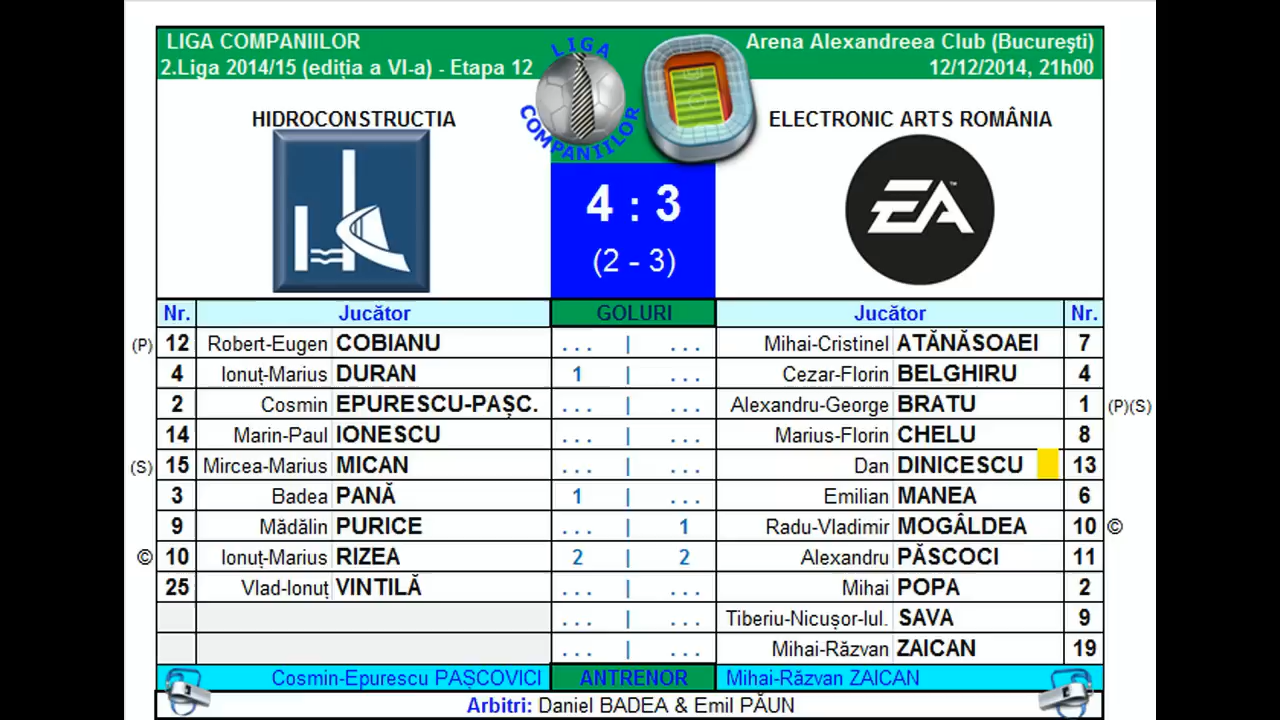 LIGA COMPANIILOR
Arena Alexandreea Club (Bucureşti)
2.Liga 2014/15 (ediția a VI-a) - Etapa 12
12/12/2014, 21h00
LIGA
COMPANIILOR
HIDROCONSTRUCTIA
ELECTRONIC ARTS ROMÂNIA
EA™
4 : 3
(2 - 3)
Nr. Jucător GOLURI Jucător Nr.
(P) 12 Robert-Eugen COBIANU ... | ... Mihai-Cristinel ATĂNĂSOAEI 7
4 Ionuț-Marius DURAN 1 | ... Cezar-Florin BELGHIRU 4
2 Cosmin EPURESCU-PAȘC. ... | ... Alexandru-George BRATU 1 (P)(S)
14 Marin-Paul IONESCU ... | ... Marius-Florin CHELU 8
(S) 15 Mircea-Marius MICAN ... | ... Dan DINICESCU 13
3 Badea PANĂ 1 | ... Emilian MANEA 6
9 Mădălin PURICE ... | 1 Radu-Vladimir MOGÂLDEA 10 ©
© 10 Ionuț-Marius RIZEA 2 | 2 Alexandru PĂSCOCI 11
25 Vlad-Ionuț VINTILĂ ... | ... Mihai POPA 2
... | ... Tiberiu-Nicușor-Iul. SAVA 9
... | ... Mihai-Răzvan ZAICAN 19
Cosmin-Epurescu PAȘCOVICI ANTRENOR Mihai-Răzvan ZAICAN
Arbitri: Daniel BADEA & Emil PĂUN